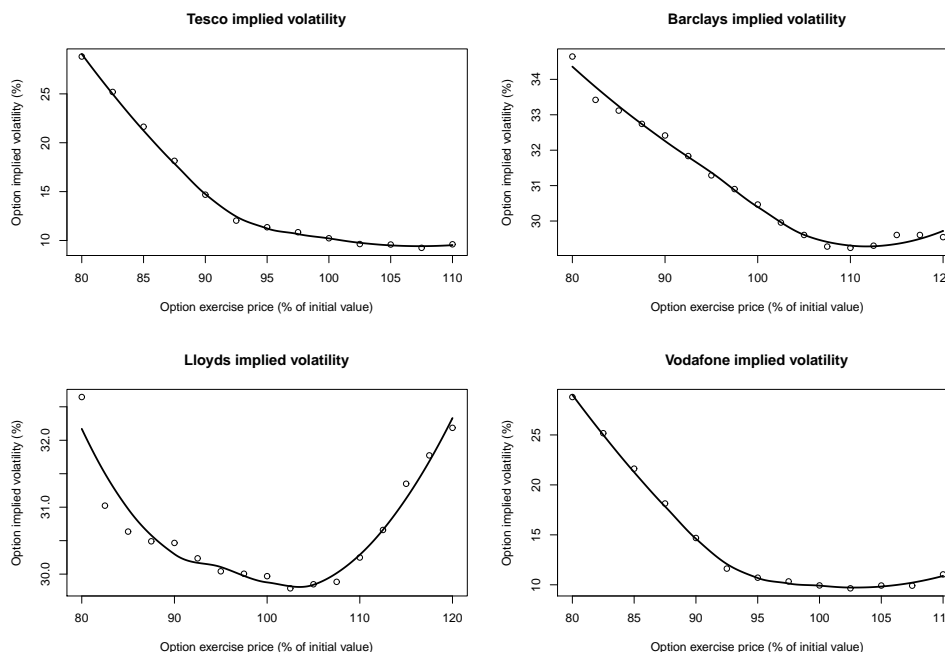 Tesco implied volatility
Option implied volatility (%)
25
20
15
10
80 85 90 95 100 105 110
Option exercise price (% of initial value)
Barclays implied volatility
Option implied volatility (%)
34
33
32
31
30
80 90 100 110
Option exercise price (% of initial value)
Lloyds implied volatility
Option implied volatility (%)
32.0
31.0
30.0
80 90 100 110 120
Option exercise price (% of initial value)
Vodafone implied volatility
Option implied volatility (%)
25
20
15
10
80 85 90 95 100 105
Option exercise price (% of initial value)